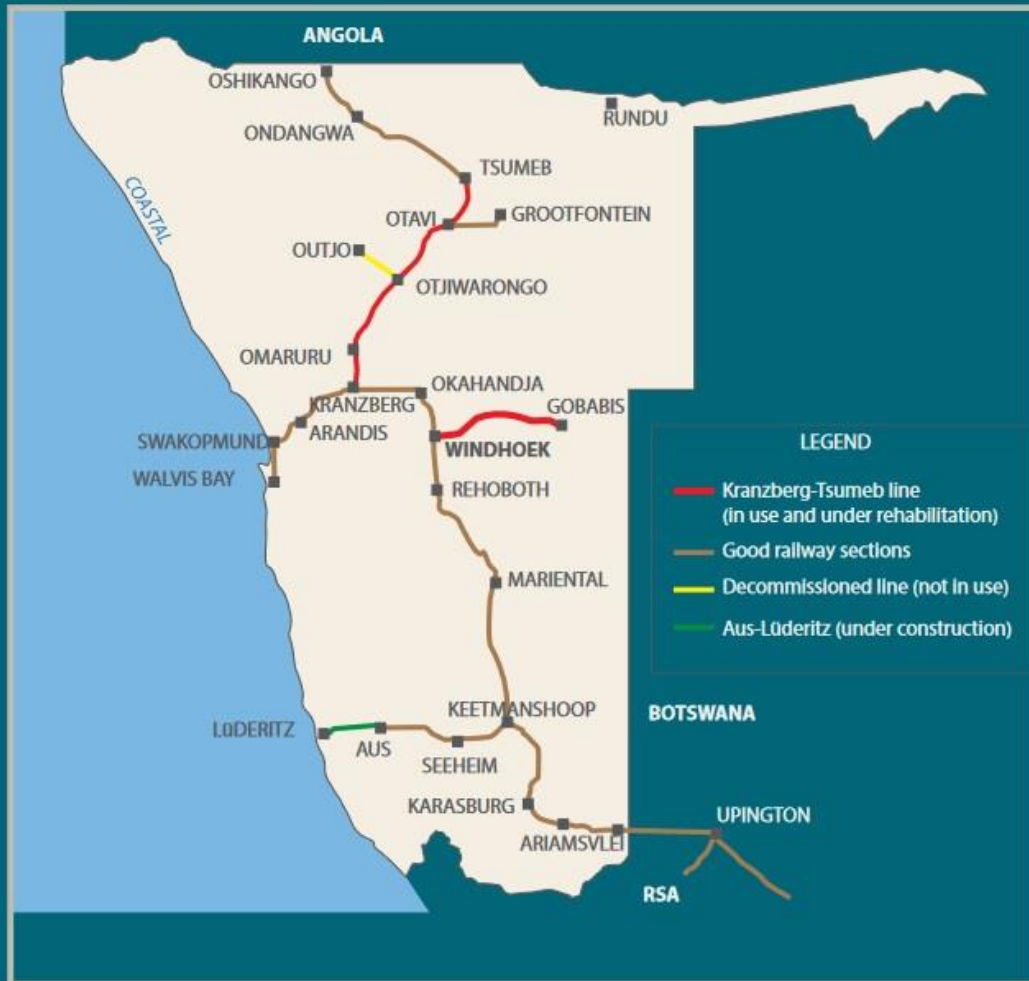 ANGOLA
OSHIKANGO
RUNDU
ONDANGWA
TSUMEB
COASTAL
OTAVI
GROOTFONTEIN
OUTJO
OTJIWARONGO
OMARURU
OKAHANDJA
KRANZBERG
GOBABIS
ARANDIS
SWAKOPMUND
WINDHOEK
WALVIS BAY
REHOBOTH
LEGEND
Kranzberg-Tsumeb line
(in use and under rehabilitation)
Good railway sections
Decommissioned line (not in use)
Aus-Lüderitz (under construction)
MARIENTAL
KEETMANSHOOP
BOTSWANA
LüDERITZ
AUS
SEEHEIM
KARASBURG
UPINGTON
ARIAMSVLEI
RSA